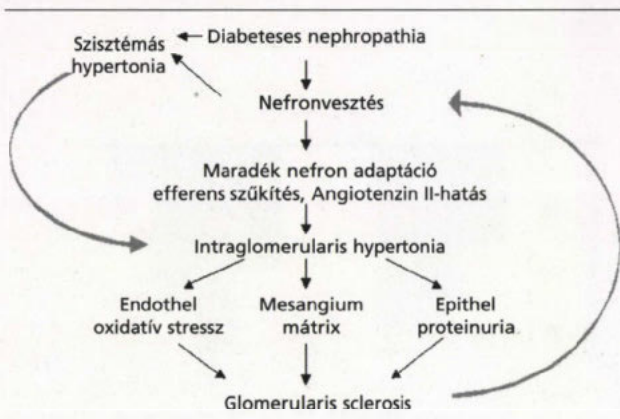 Szisztémás
hypertonia
Diabeteses nephropathia
Nefronvesztés
Maradék nefron adaptáció
efferens szűkítés, Angiotenzin II-hatás
Intraglomerularis hypertonia
Endothel
oxidatív stressz
Mesangium
mátrix
Epithel
proteinuria
Glomerularis sclerosis